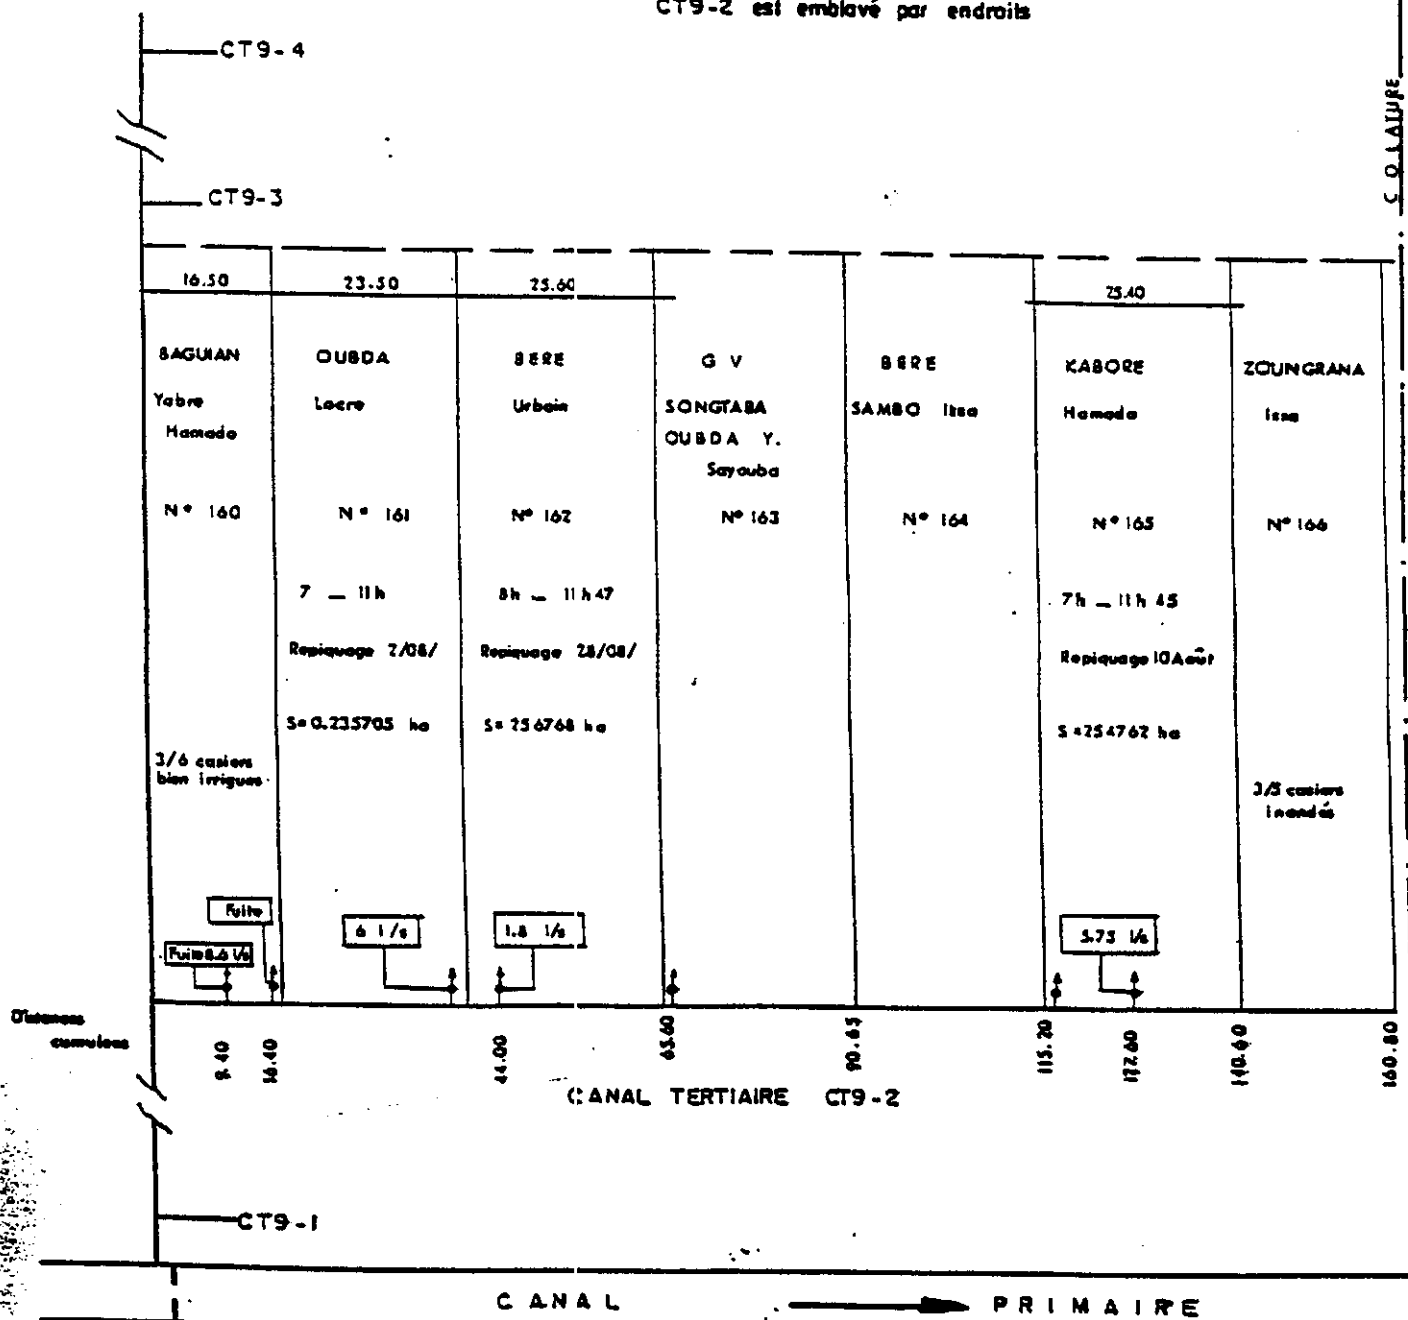 CT9-2 est emblavé par endroits
CT9-4
COLATURE
CT9-3
16.50
23.50
25.60
25.40
BAGUIAN
Yabre
Hamado
N° 160
3/6 casiers
bien irrigues
Fuite
Fuite 8.6 l/s
OUBDA
Locre
N° 161
7 _ 11h
Repiquage 2/08/
S=0.235705 ha
6 l/s
BERE
Urbain
N° 162
8h _ 11h47
Repiquage 28/08/
S= 256768 ha
1.8 l/s
G V
SONGTABA
OUBDA Y.
Sayouba
N° 163
BERE
SAMBO Issa
N° 164
KABORE
Hamado
N° 165
7h _ 11h 45
Repiquage 10 Août
S=254762 ha
5.75 l/s
ZOUNGRANA
Issa
N° 166
3/5 casiers
inondés
Distances
cumulees
9.40
16.40
44.00
65.60
90.65
115.20
127.60
140.60
160.80
CANAL TERTIAIRE CT9-2
CT9-1
CANAL PRIMAIRE